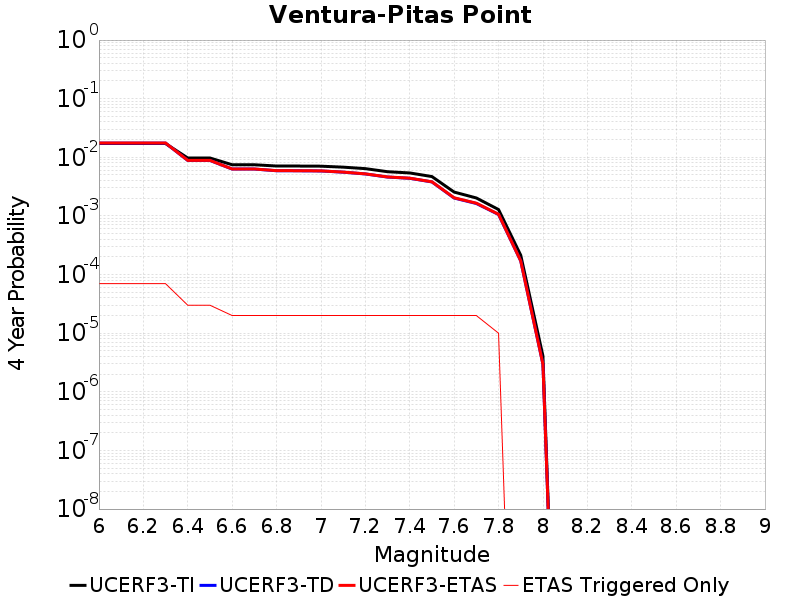 Ventura-Pitas Point
10^0
10^-1
10^-2
10^-3
10^-4
10^-5
10^-6
10^-7
10^-8
4 Year Probability
6 6.2 6.4 6.6 6.8 7 7.2 7.4 7.6 7.8 8 8.2 8.4 8.6 8.8 9
Magnitude
UCERF3-TI UCERF3-TD UCERF3-ETAS ETAS Triggered Only